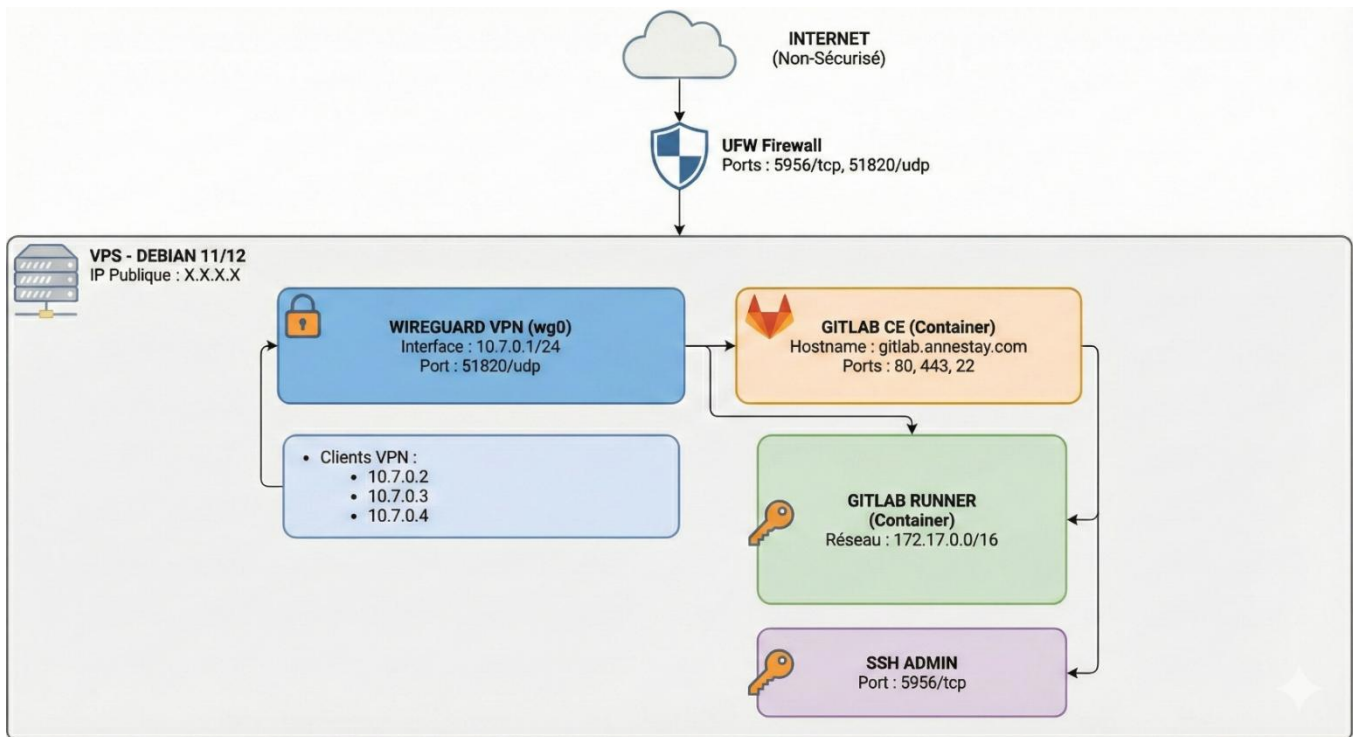 INTERNET
(Non-Sécurisé)
UFW Firewall
Ports : 5956/tcp, 51820/udp
VPS - DEBIAN 11/12
IP Publique : X.X.X.X
WIREGUARD VPN (wg0)
Interface : 10.7.0.1/24
Port : 51820/udp
GITLAB CE (Container)
Hostname : gitlab.annestay.com
Ports : 80, 443, 22
• Clients VPN :
• 10.7.0.2
• 10.7.0.3
• 10.7.0.4
GITLAB RUNNER
(Container)
Réseau : 172.17.0.0/16
SSH ADMIN
Port : 5956/tcp